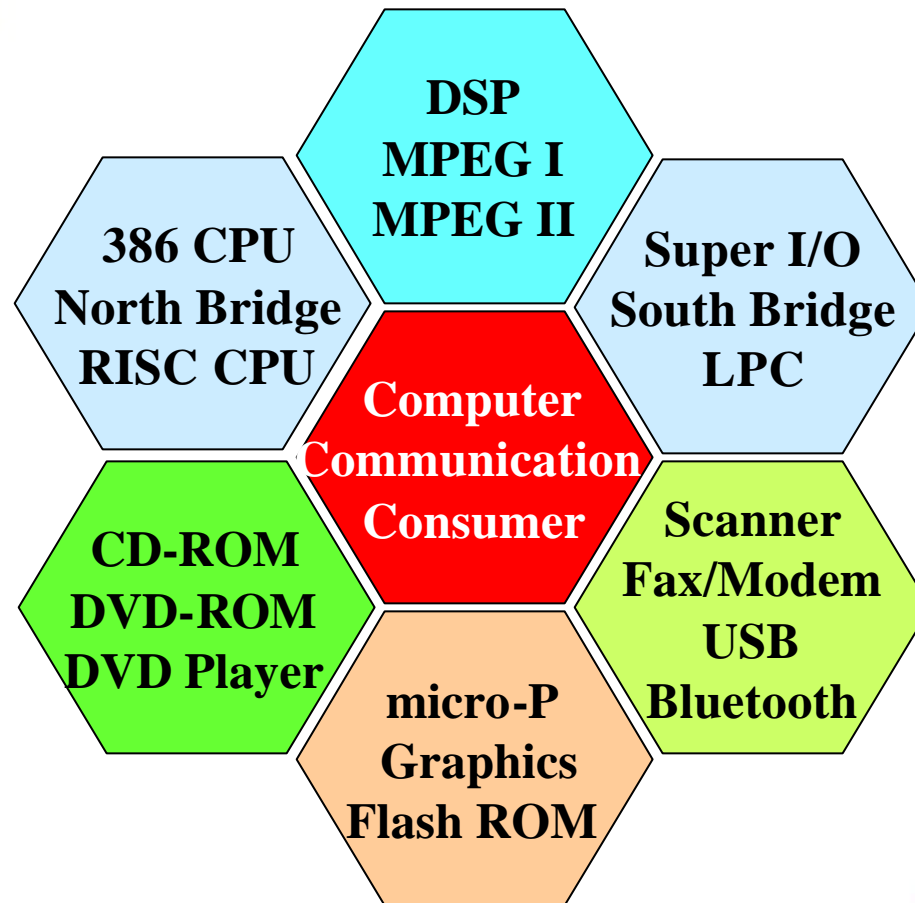 DSP
MPEG I
MPEG II
386 CPU
North Bridge
RISC CPU
Super I/O
South Bridge
LPC
Computer
Communication
Consumer
CD-ROM
DVD-ROM
DVD Player
Scanner
Fax/Modem
USB
Bluetooth
micro-P
Graphics
Flash ROM